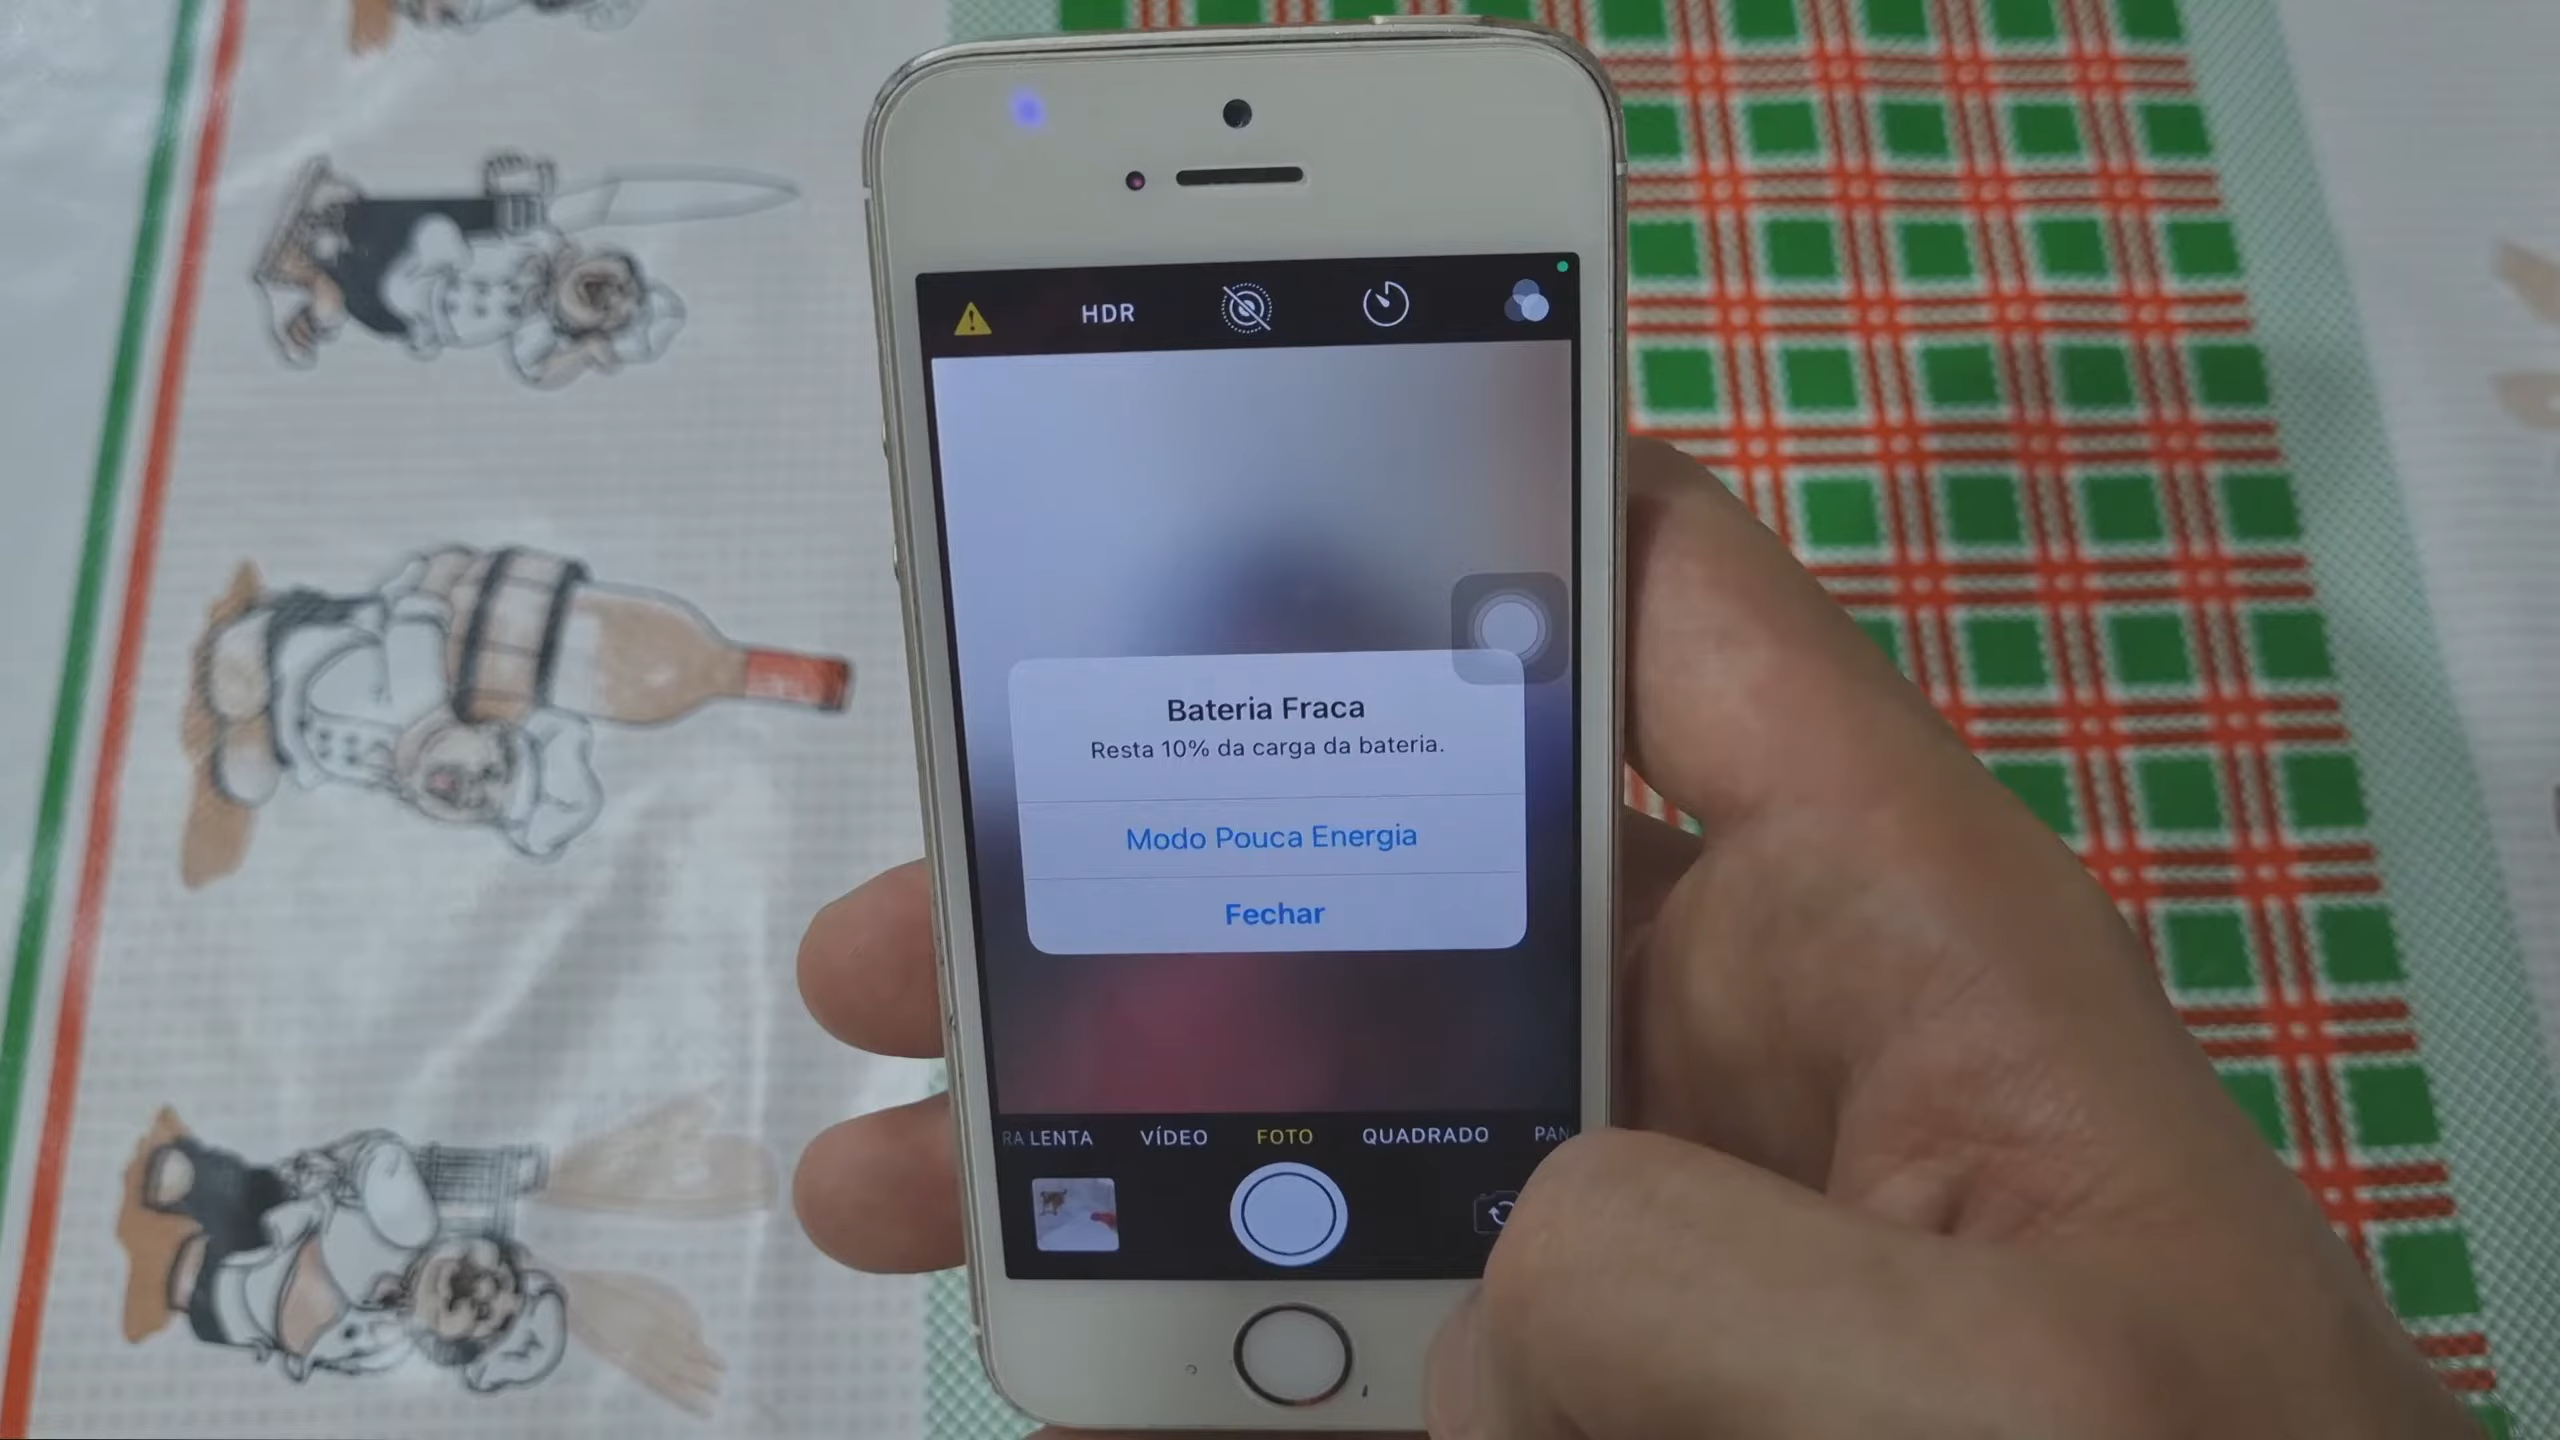 HDR
Bateria Fraca
Resta 10% da carga da bateria.
Modo Pouca Energia
Fechar
RA LENTA VÍDEO FOTO QUADRADO PAN